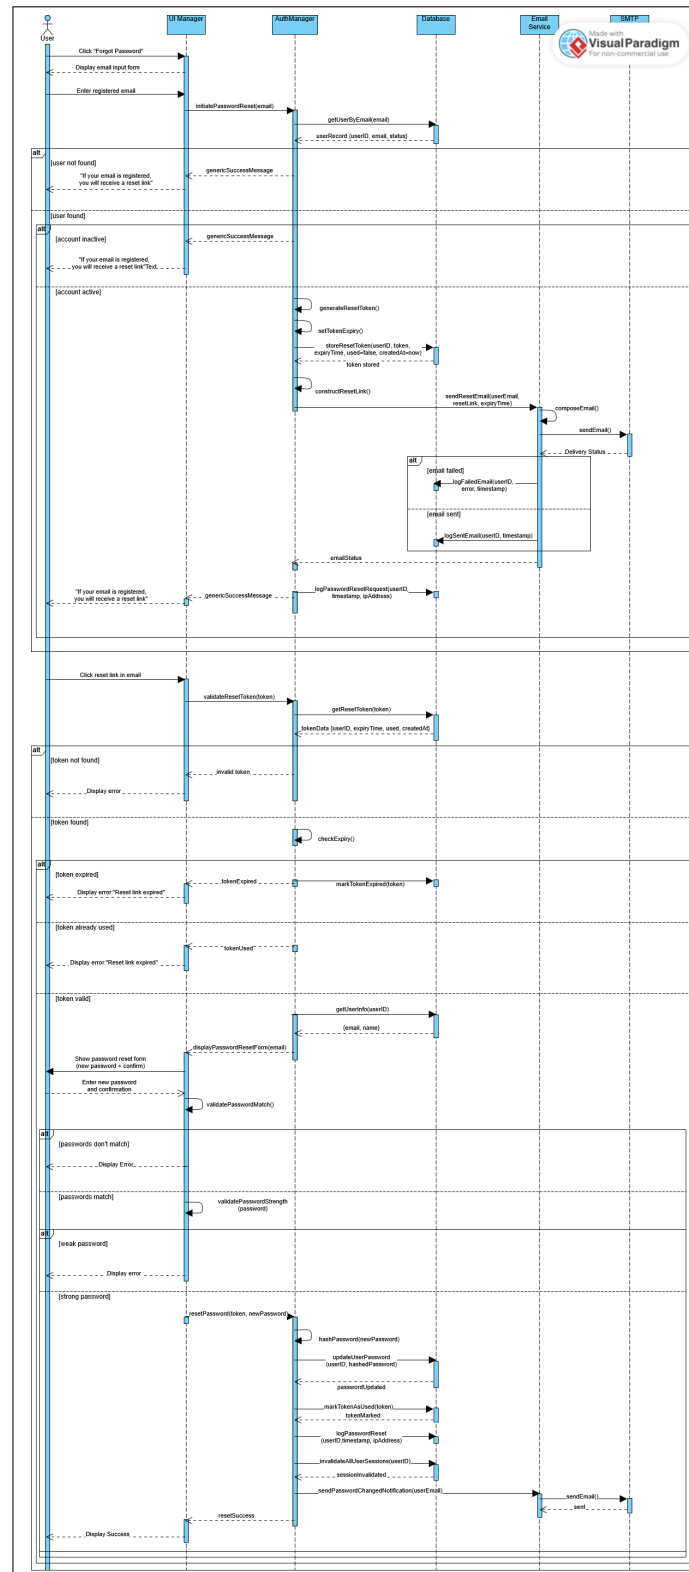 User
UI Manager
AuthManager
Database
Email
Service
SMTP
Made with
Visual Paradigm
For non-commercial use
Click "Forgot Password"
Display email input form
Enter registered email
initiatePasswordReset(email)
getUserByEmail(email)
userRecord {userID, email, status}
alt
[user not found]
genericSuccessMessage
"If your email is registered,
you will receive a reset link"
[user found]
alt
genericSuccessMessage
[account inactive]
"If your email is registered,
you will receive a reset link"Text.
[account active]
generateResetToken()
setTokenExpiry()
storeResetToken(userID, token,
expiryTime, used=false, createdAt=now)
token stored
constructResetLink()
sendResetEmail(userEmail,
resetLink, expiryTime)
composeEmail()
sendEmail()
Delivery Status
alt
[email failed]
logFailedEmail(userID,
error, timestamp)
[email sent]
logSentEmail(userID, timestamp)
emailStatus
logPasswordResetRequest(userID,
timestamp, ipAddress)
genericSuccessMessage
"If your email is registered,
you will receive a reset link"
Click reset link in email
validateResetToken(token)
getResetToken(token)
tokenData {userID, expiryTime, used, createdAt}
alt
[token not found]
invalid token
Display error
[token found]
checkExpiry()
alt
[token expired]
tokenExpired
markTokenExpired(token)
Display error:"Reset link expired"
[token already used]
tokenUsed
Display error:"Reset link expired"
[token valid]
getUserInfo(userID)
{email, name}
displayPasswordResetForm(email)
Show password reset form
(new password + confirm)
Enter new password
and confirmation
validatePasswordMatch()
alt
[passwords don't match]
Display Error
[passwords match]
validatePasswordStrength
(password)
alt
[weak password]
Display error
[strong password]
resetPassword(token, newPassword)
hashPassword(newPassword)
updateUserPassword
(userID, hashedPassword)
passwordUpdated
markTokenAsUsed(token)
tokenMarked
logPasswordReset
(userID,timestamp, ipAddress)
invalidateAllUserSessions(userID)
sessionInvalidated
sendPasswordChangedNotification(userEmail)
sendEmail()
sent
resetSuccess
Display Success